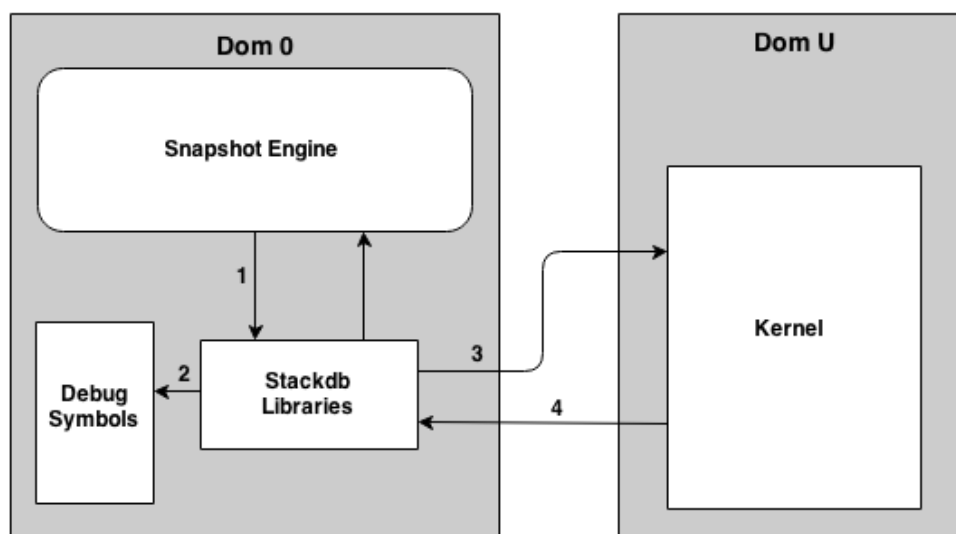 Dom 0
Dom U
Snapshot Engine
1
Kernel
2
Debug
Symbols
Stackdb
Libraries
3
4